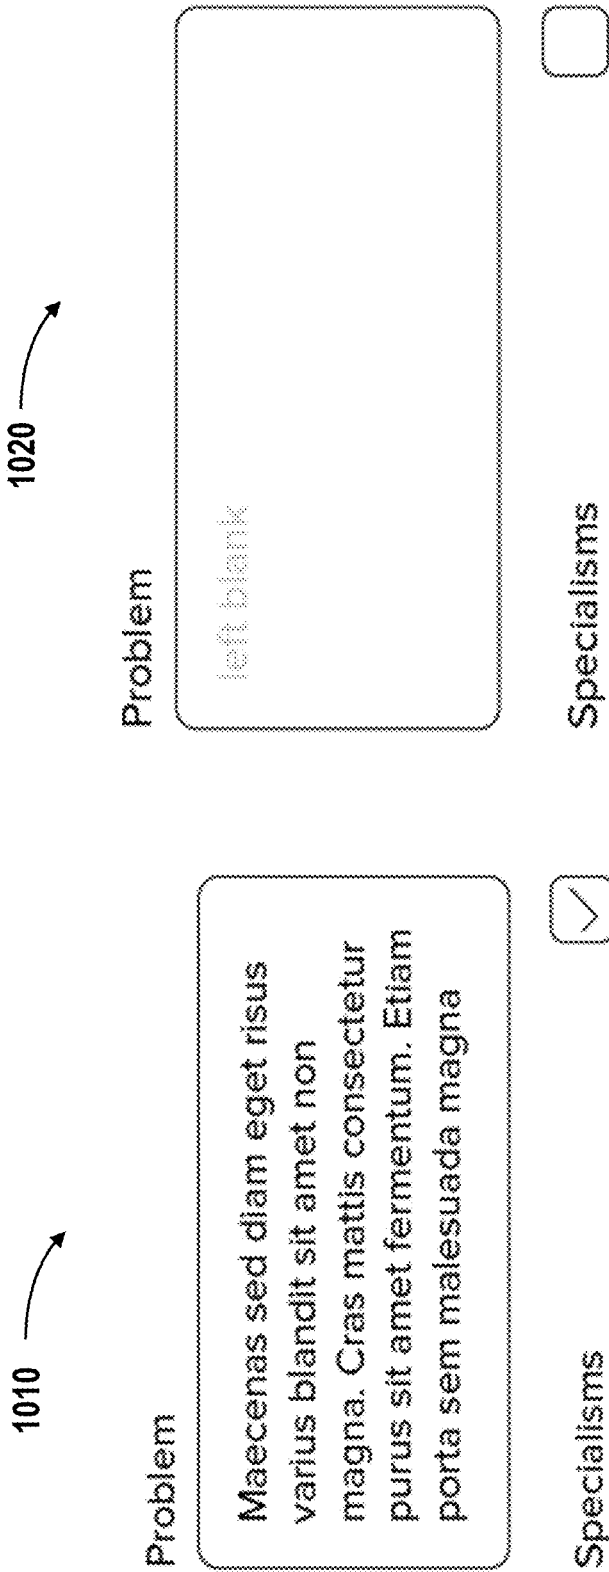 1010
Problem
Maecenas sed diam eget risus
varius blandit sit amet non
magna. Cras mattis consectetur
purus sit amet fermentum. Etiam
porta sem malesuada magna
Specialisms
1020
Problem
left blank
Specialisms